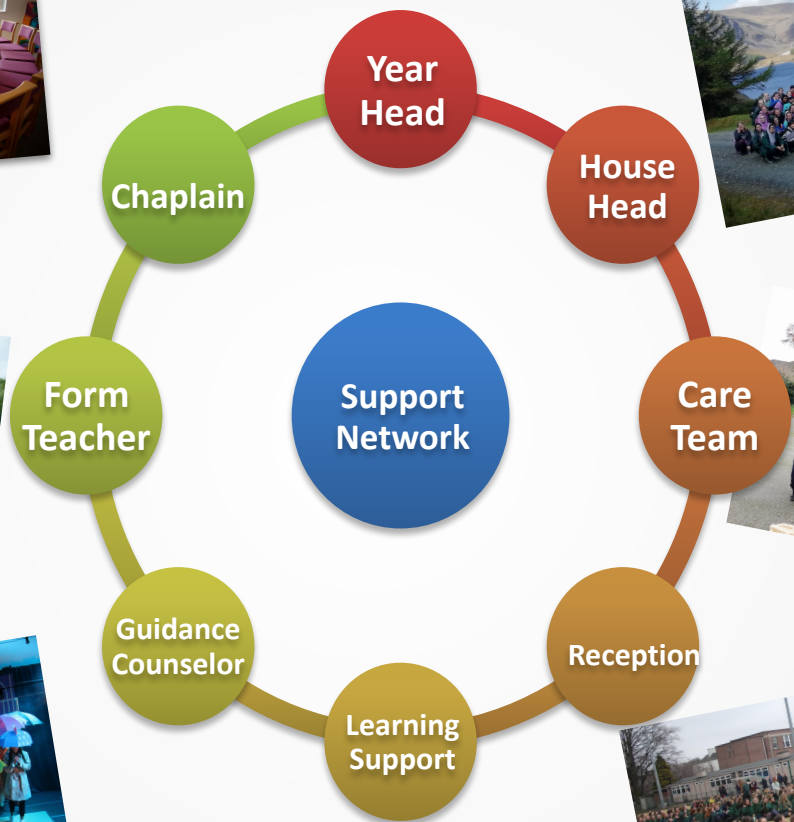 Year
Head
House
Head
Care
Team
Reception
Learning
Support
Guidance
Counselor
Form
Teacher
Chaplain
Support
Network